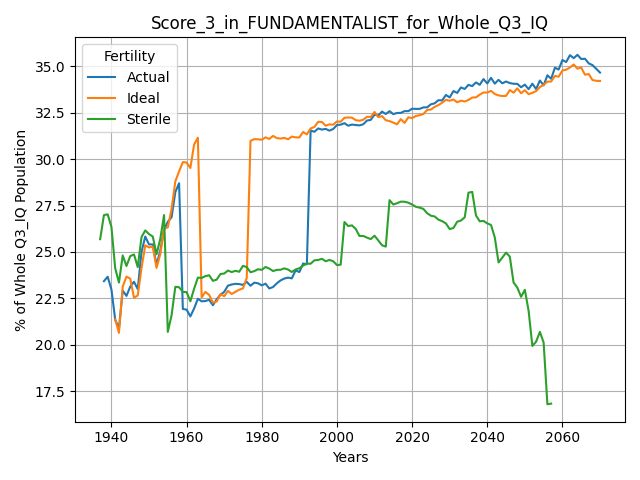 Score_3_in_FUNDAMENTALIST_for_Whole_Q3_IQ
Fertility
Actual
Ideal
Sterile
% of Whole Q3_IQ Population
35.0
32.5
30.0
27.5
25.0
22.5
20.0
17.5
1940 1960 1980 2000 2020 2040 2060
Years